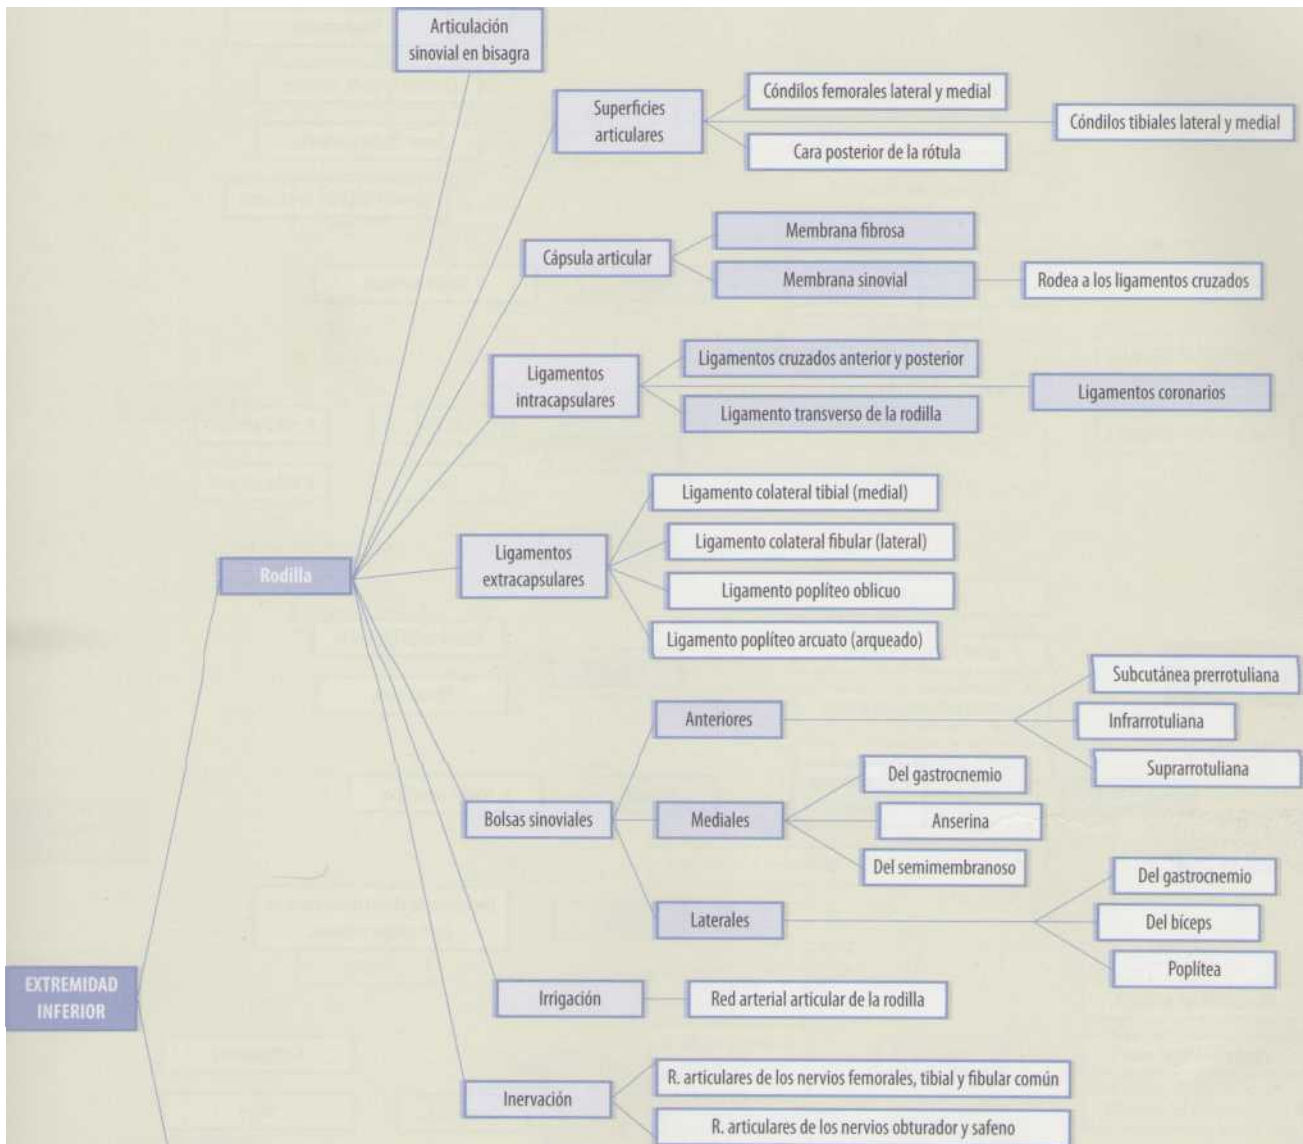 Articulación
sinovial en bisagra
Superficies
articulares
Cóndilos femorales lateral y medial
Cóndilos tibiales lateral y medial
Cara posterior de la rótula
Cápsula articular
Membrana fibrosa
Membrana sinovial
Rodea a los ligamentos cruzados
Ligamentos
intracapsulares
Ligamentos cruzados anterior y posterior
Ligamentos coronarios
Ligamento transverso de la rodilla
Rodilla
Ligamentos
extracapsulares
Ligamento colateral tibial (medial)
Ligamento colateral fibular (lateral)
Ligamento poplíteo oblicuo
Ligamento poplíteo arcuato (arqueado)
Bolsas sinoviales
Anteriores
Subcutánea prerrotuliana
Infrarrotuliana
Suprarrotuliana
Mediales
Del gastrocnemio
Anserina
Del semimembranoso
Laterales
Del gastrocnemio
Del bíceps
Poplítea
EXTREMIDAD
INFERIOR
Irrigación
Red arterial articular de la rodilla
Inervación
R. articulares de los nervios femorales, tibial y fibular común
R. articulares de los nervios obturador y safeno